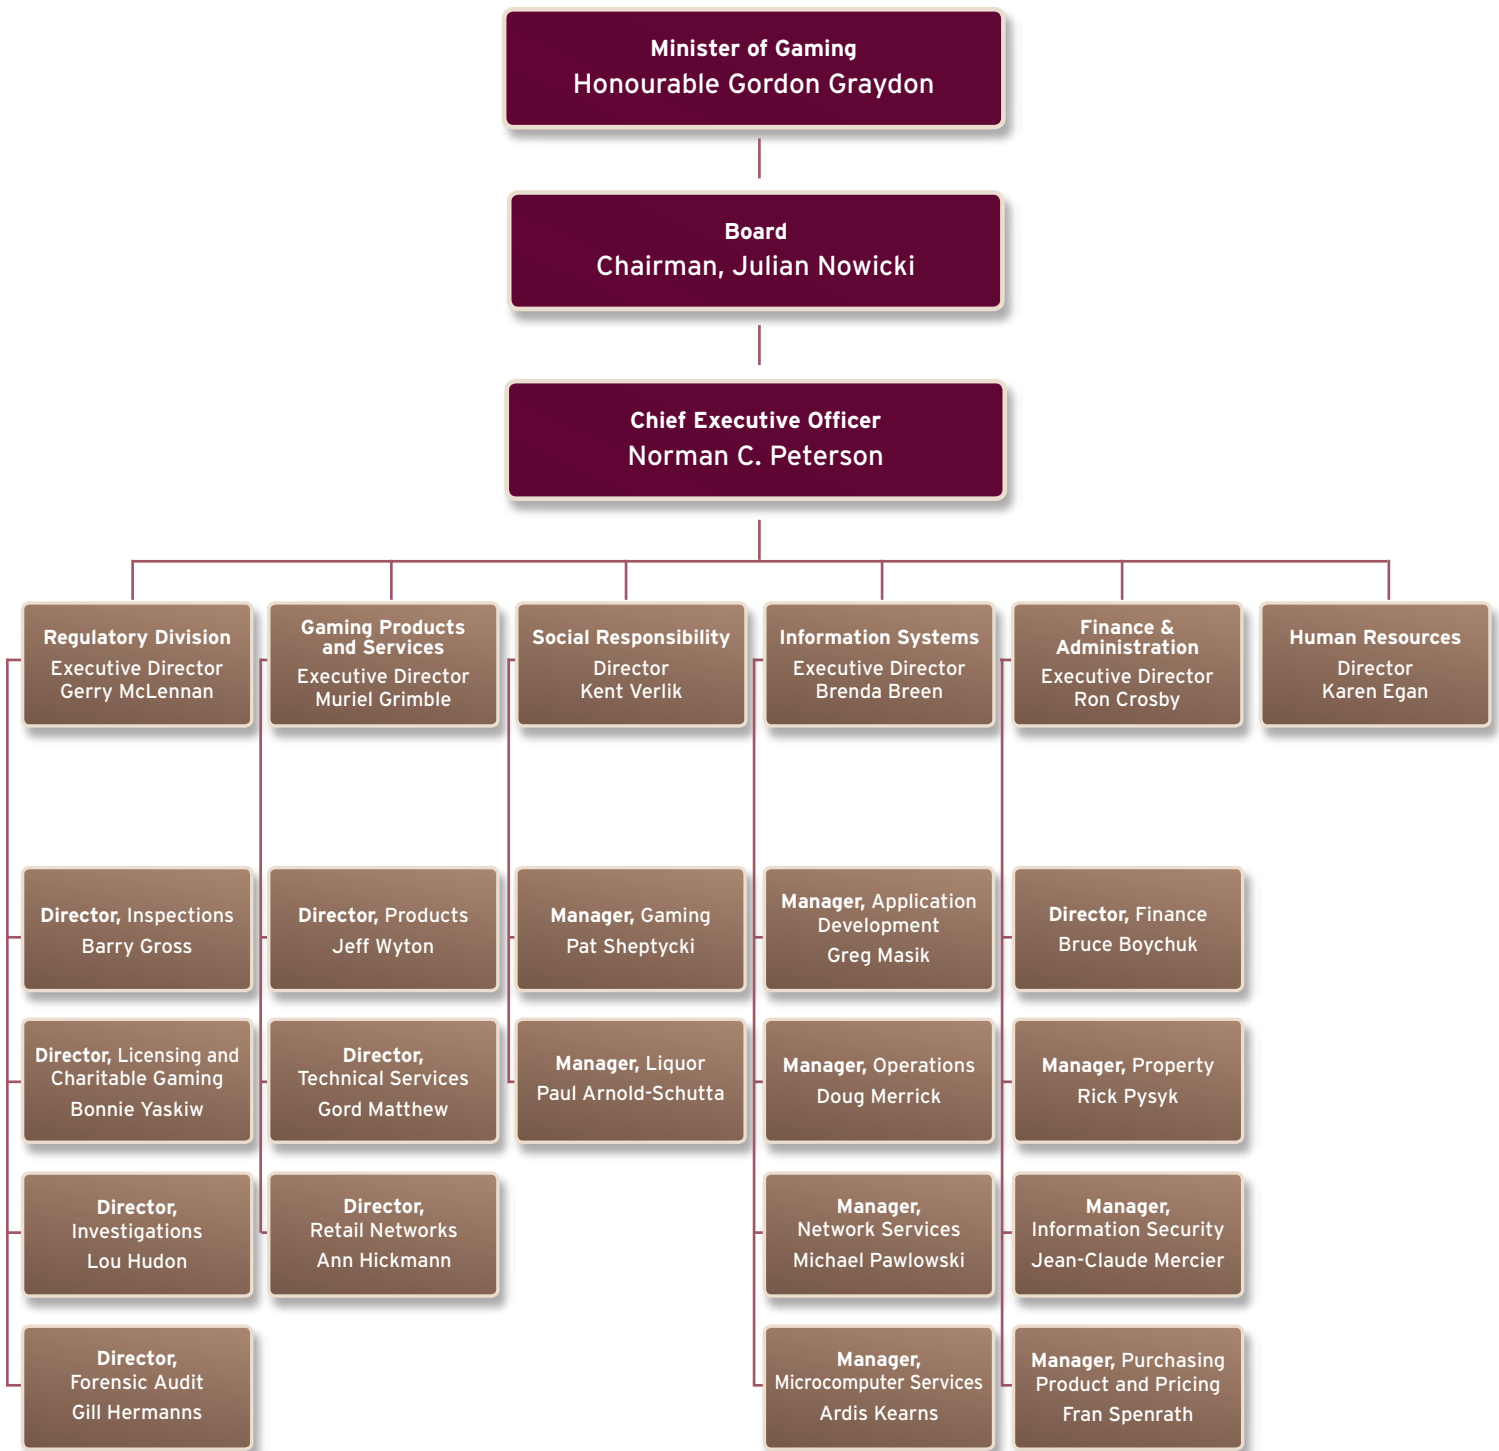 Minister of Gaming
Honourable Gordon Graydon
Board
Chairman, Julian Nowicki
Chief Executive Officer
Norman C. Peterson
Regulatory Division
Executive Director
Gerry McLennan
Gaming Products
and Services
Executive Director
Muriel Grimble
Social Responsibility
Director
Kent Verlik
Information Systems
Executive Director
Brenda Breen
Finance &
Administration
Executive Director
Ron Crosby
Human Resources
Director
Karen Egan
Director, Inspections
Barry Gross
Director, Products
Jeff Wyton
Manager, Gaming
Pat Sheptycki
Manager, Application
Development
Greg Masik
Director, Finance
Bruce Boychuk
Director, Licensing and
Charitable Gaming
Bonnie Yaskiw
Director,
Technical Services
Gord Matthew
Manager, Liquor
Paul Arnold-Schutta
Manager, Operations
Doug Merrick
Manager, Property
Rick Pysyk
Director,
Investigations
Lou Hudon
Director,
Retail Networks
Ann Hickmann
Manager,
Network Services
Michael Pawlowski
Manager,
Information Security
Jean-Claude Mercier
Director,
Forensic Audit
Gill Hermanns
Manager,
Microcomputer Services
Ardis Kearns
Manager, Purchasing
Product and Pricing
Fran Spenrath